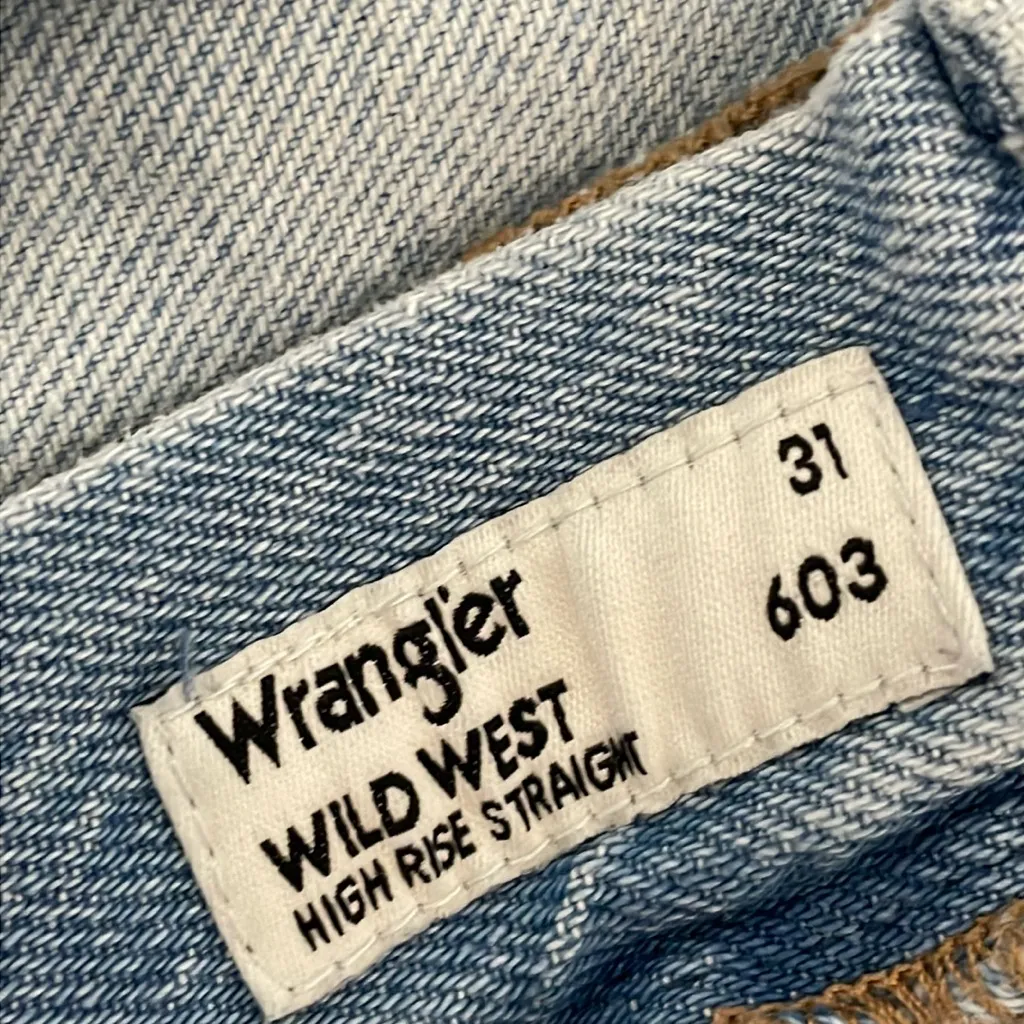 31
Wrangler
603
WILD WEST
HIGH RISE STRAIGHT